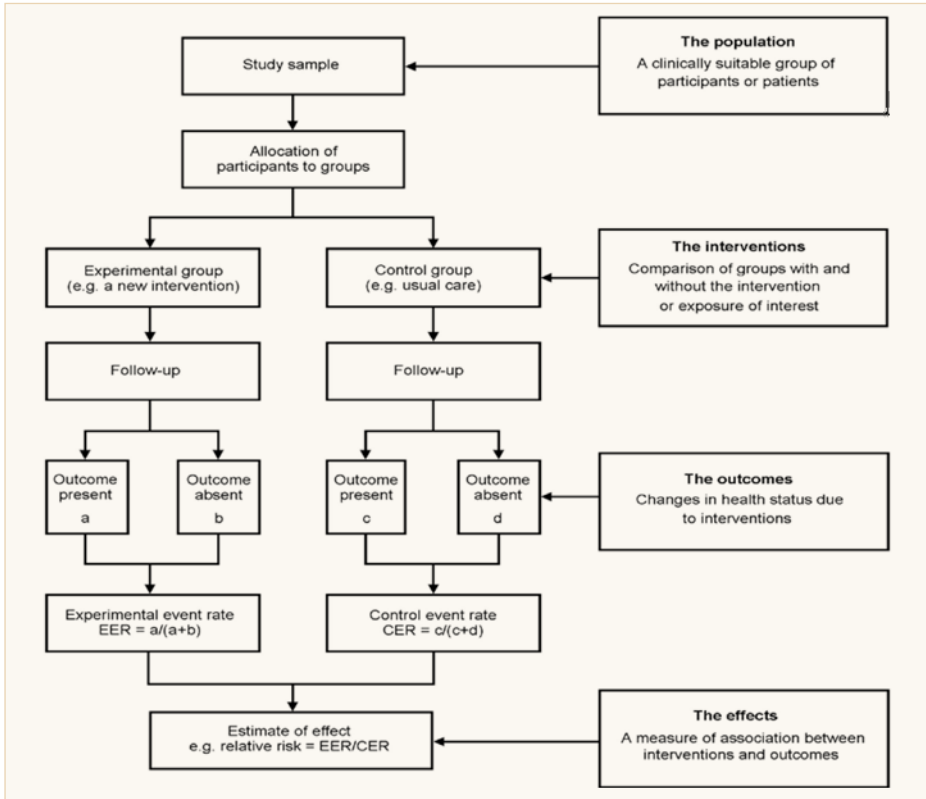 Study sample
The population
A clinically suitable group of
participants or patients
Allocation of
participants to groups
Experimental group
(e.g. a new intervention)
Control group
(e.g. usual care)
The interventions
Comparison of groups with and
without the intervention
or exposure of interest
Follow-up
Follow-up
Outcome
present
a
Outcome
absent
b
Outcome
present
c
Outcome
absent
d
The outcomes
Changes in health status due
to interventions
Experimental event rate
EER = a/(a+b)
Control event rate
CER = c/(c+d)
Estimate of effect
e.g. relative risk = EER/CER
The effects
A measure of association between
interventions and outcomes